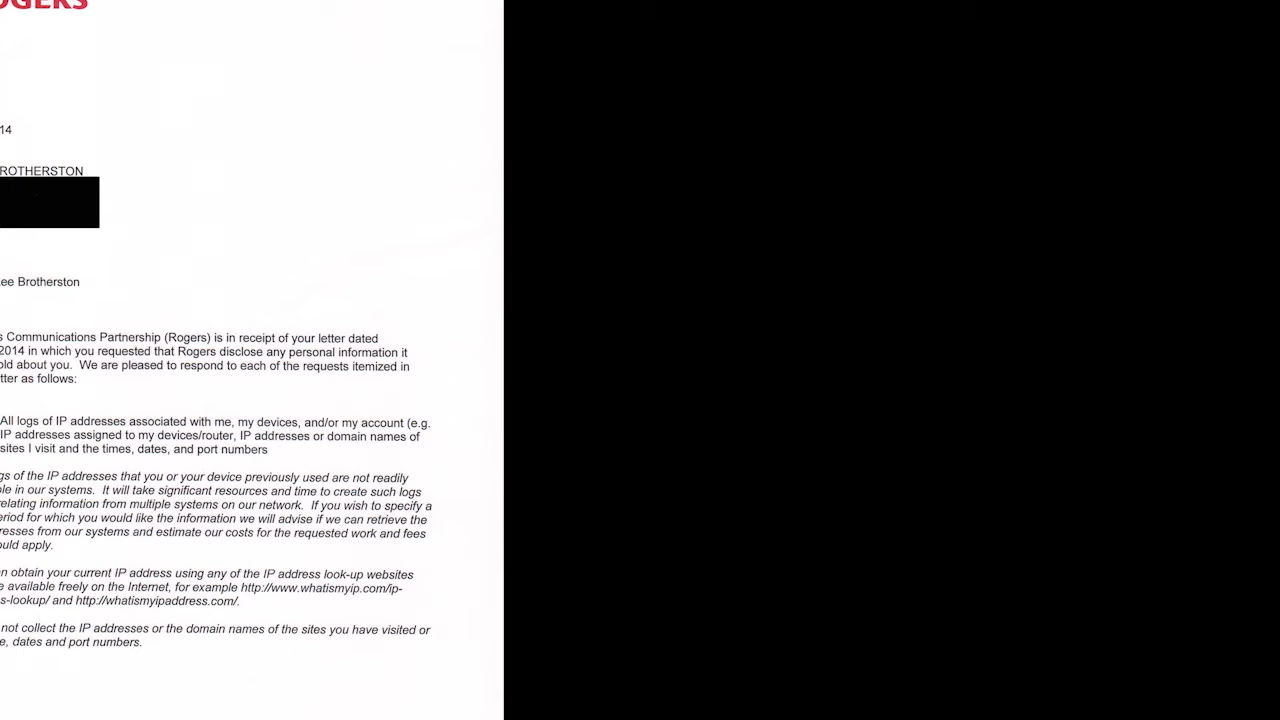 OGERS
14
ROTHERSTON
ee Brotherston
s Communications Partnership (Rogers) is in receipt of your letter dated
2014 in which you requested that Rogers disclose any personal information it
old about you. We are pleased to respond to each of the requests itemized in
tter as follows:
All logs of IP addresses associated with me, my devices, and/or my account (e.g.
IP addresses assigned to my devices/router, IP addresses or domain names of
sites I visit and the times, dates, and port numbers
gs of the IP addresses that you or your device previously used are not readily
ble in our systems. It will take significant resources and time to create such logs
relating information from multiple systems on our network. If you wish to specify a
eriod for which you would like the information we will advise if we can retrieve the
resses from our systems and estimate our costs for the requested work and fees
ould apply.
n obtain your current IP address using any of the IP address look-up websites
e available freely on the Internet, for example http://www.whatismyip.com/ip-
s-lookup/ and http://whatismyipaddress.com/.
not collect the IP addresses or the domain names of the sites you have visited or
e, dates and port numbers.